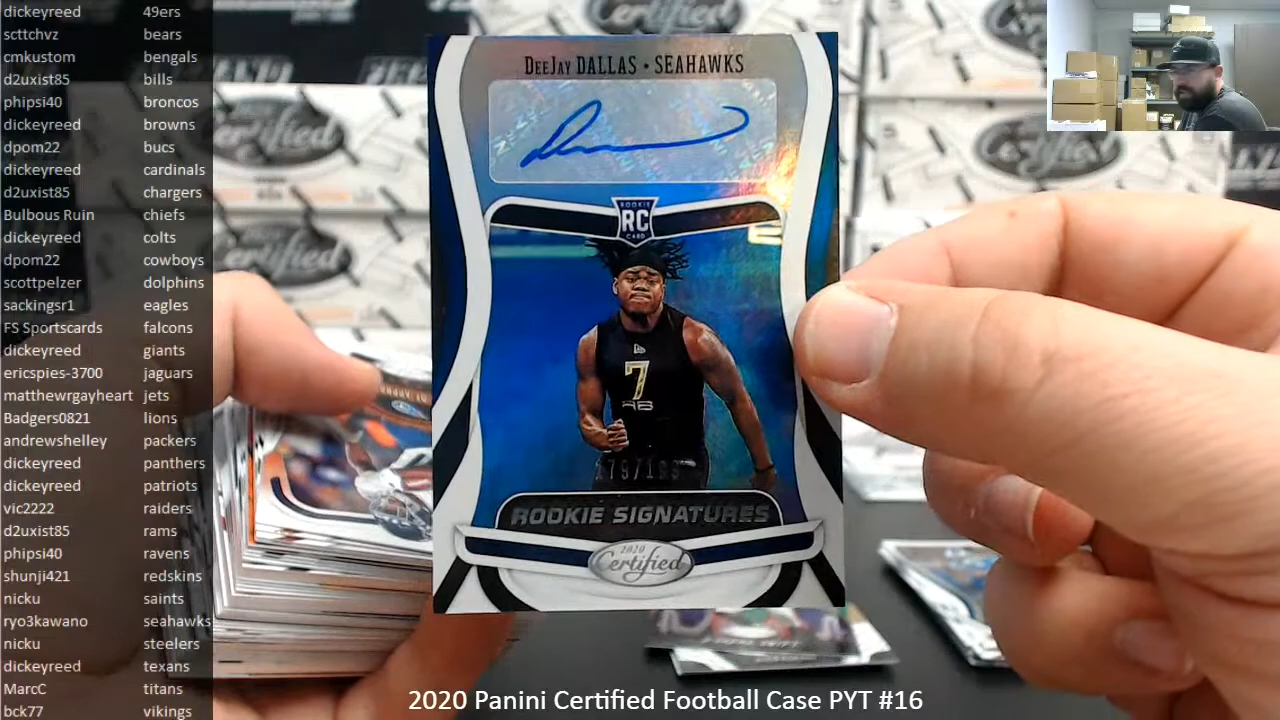 dickeyreed 49ers
scttchvz bears
cmkustom bengals
d2uxist85 bills
phipsi40 broncos
dickeyreed browns
dpom22 bucs
dickeyreed cardinals
d2uxist85 chargers
Bulbous Ruin chiefs
dickeyreed colts
dpom22 cowboys
scottpelzer dolphins
sackingsr1 eagles
FS Sportscards falcons
dickeyreed giants
ericspies-3700 jaguars
matthewrgayheart jets
Badgers0821 lions
andrewshelley packers
dickeyreed panthers
dickeyreed patriots
vic2222 raiders
d2uxist85 rams
phipsi40 ravens
shunji421 redskins
nicku saints
ryo3kawano seahawks
nicku steelers
dickeyreed texans
MarcC titans
bck77 vikings
Certified
DEEJAY DALLAS • SEAHAWKS
ROOKIE
RC
CARD
7
RB
ROOKIE SIGNATURES
2020
Certified
2020 Panini Certified Football Case PYT #16